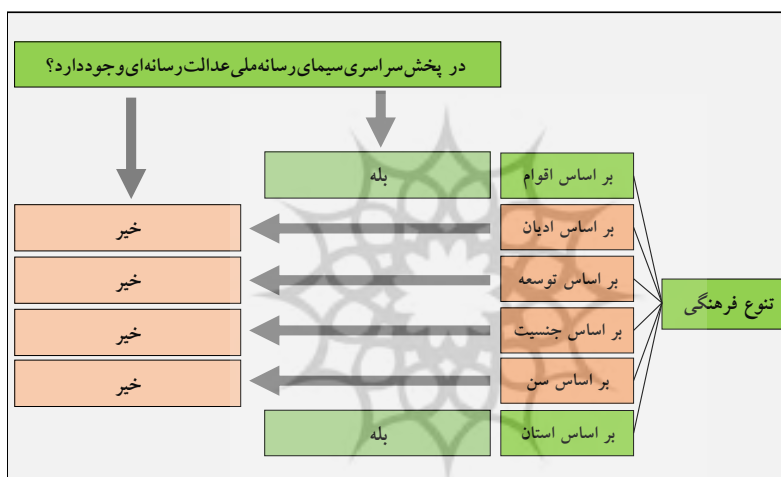 در پخش سراسری سیمای رسانه ملی عدالت رسانه‌ای وجود دارد؟
بر اساس اقوام
بله
بر اساس ادیان
خیر
بر اساس توسعه
خیر
تنوع فرهنگی
بر اساس جنسیت
خیر
بر اساس سن
خیر
بر اساس استان
بله